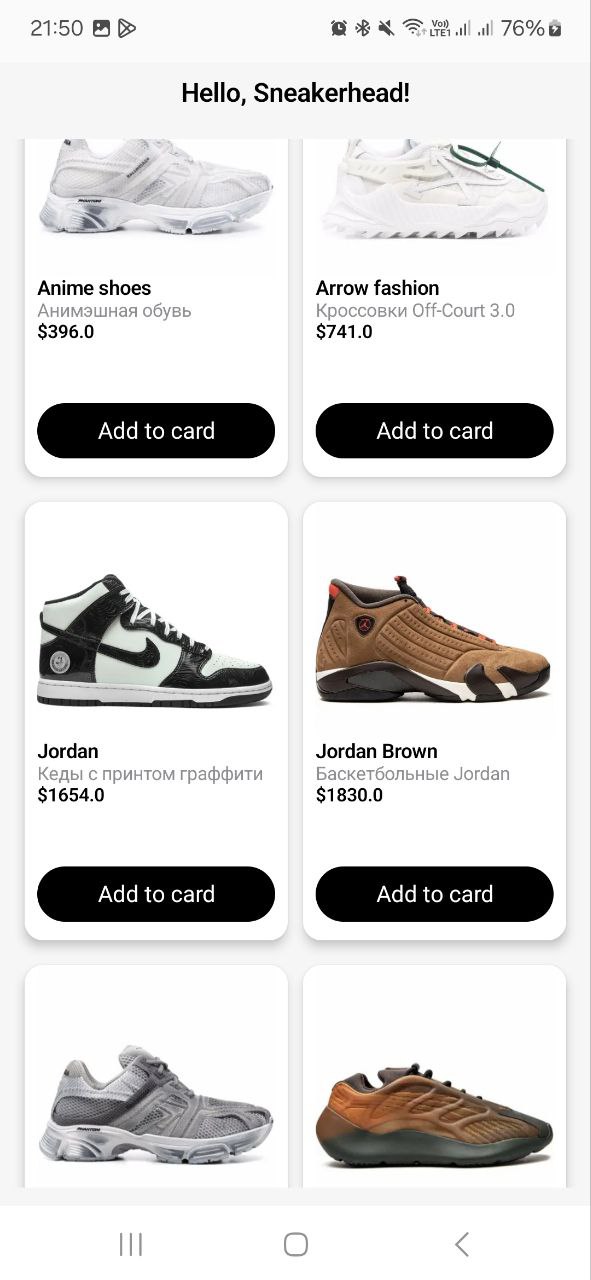 21:50
Vo)) LTE1
76%
Hello, Sneakerhead!
Anime shoes
Анимэшная обувь
$396.0
Add to card
Arrow fashion
Кроссовки Off-Court 3.0
$741.0
Add to card
Jordan
Кеды с принтом граффити
$1654.0
Add to card
Jordan Brown
Баскетбольные Jordan
$1830.0
Add to card